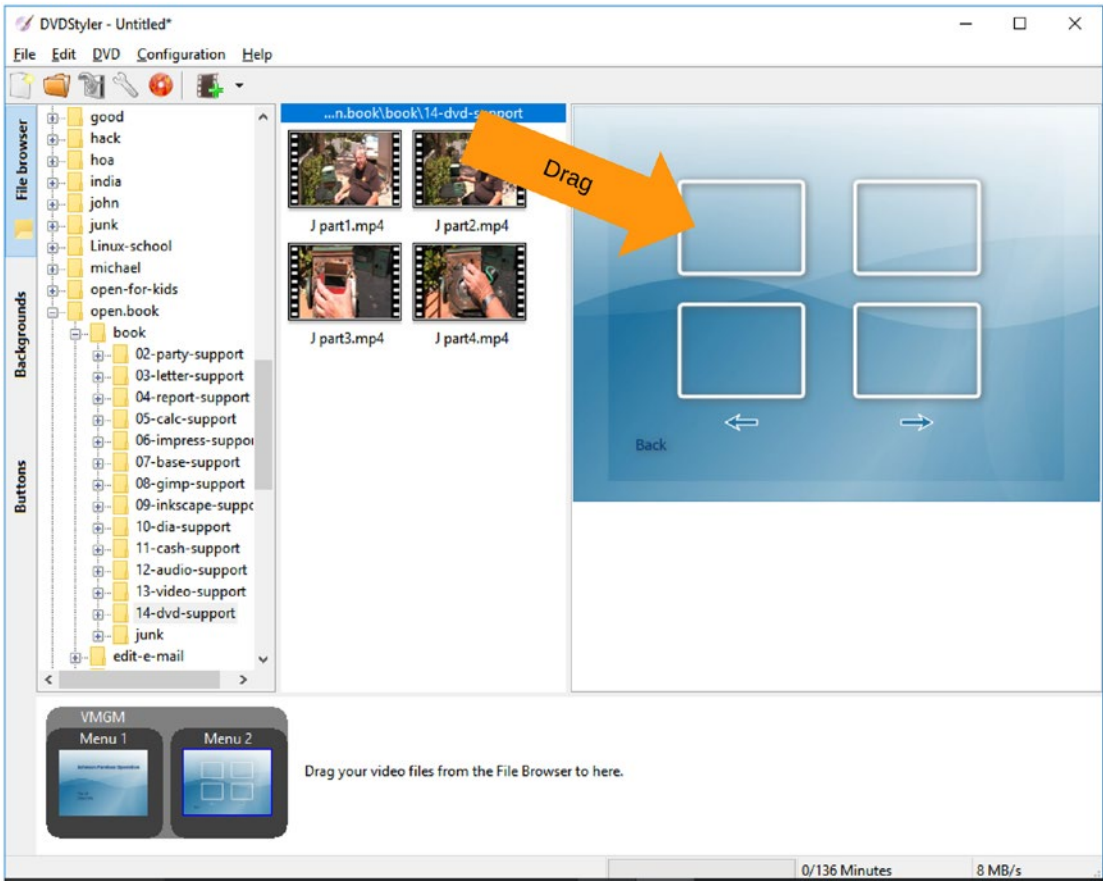 DVDStyler - Untitled*
File Edit DVD Configuration Help
File browser
Backgrounds
Buttons
good
hack
hoa
india
john
junk
Linux-school
michael
open-for-kids
open.book
book
02-party-support
03-letter-support
04-report-support
05-calc-support
06-impress-suppor
07-base-support
08-gimp-support
09-inkscape-suppo
10-dia-support
11-cash-support
12-audio-support
13-video-support
14-dvd-support
junk
edit-e-mail
...n.book\book\14-dvd-support
J part1.mp4 J part2.mp4
J part3.mp4 J part4.mp4
Drag
Back
VMGM
Menu 1 Menu 2
Drag your video files from the File Browser to here.
0/136 Minutes 8 MB/s